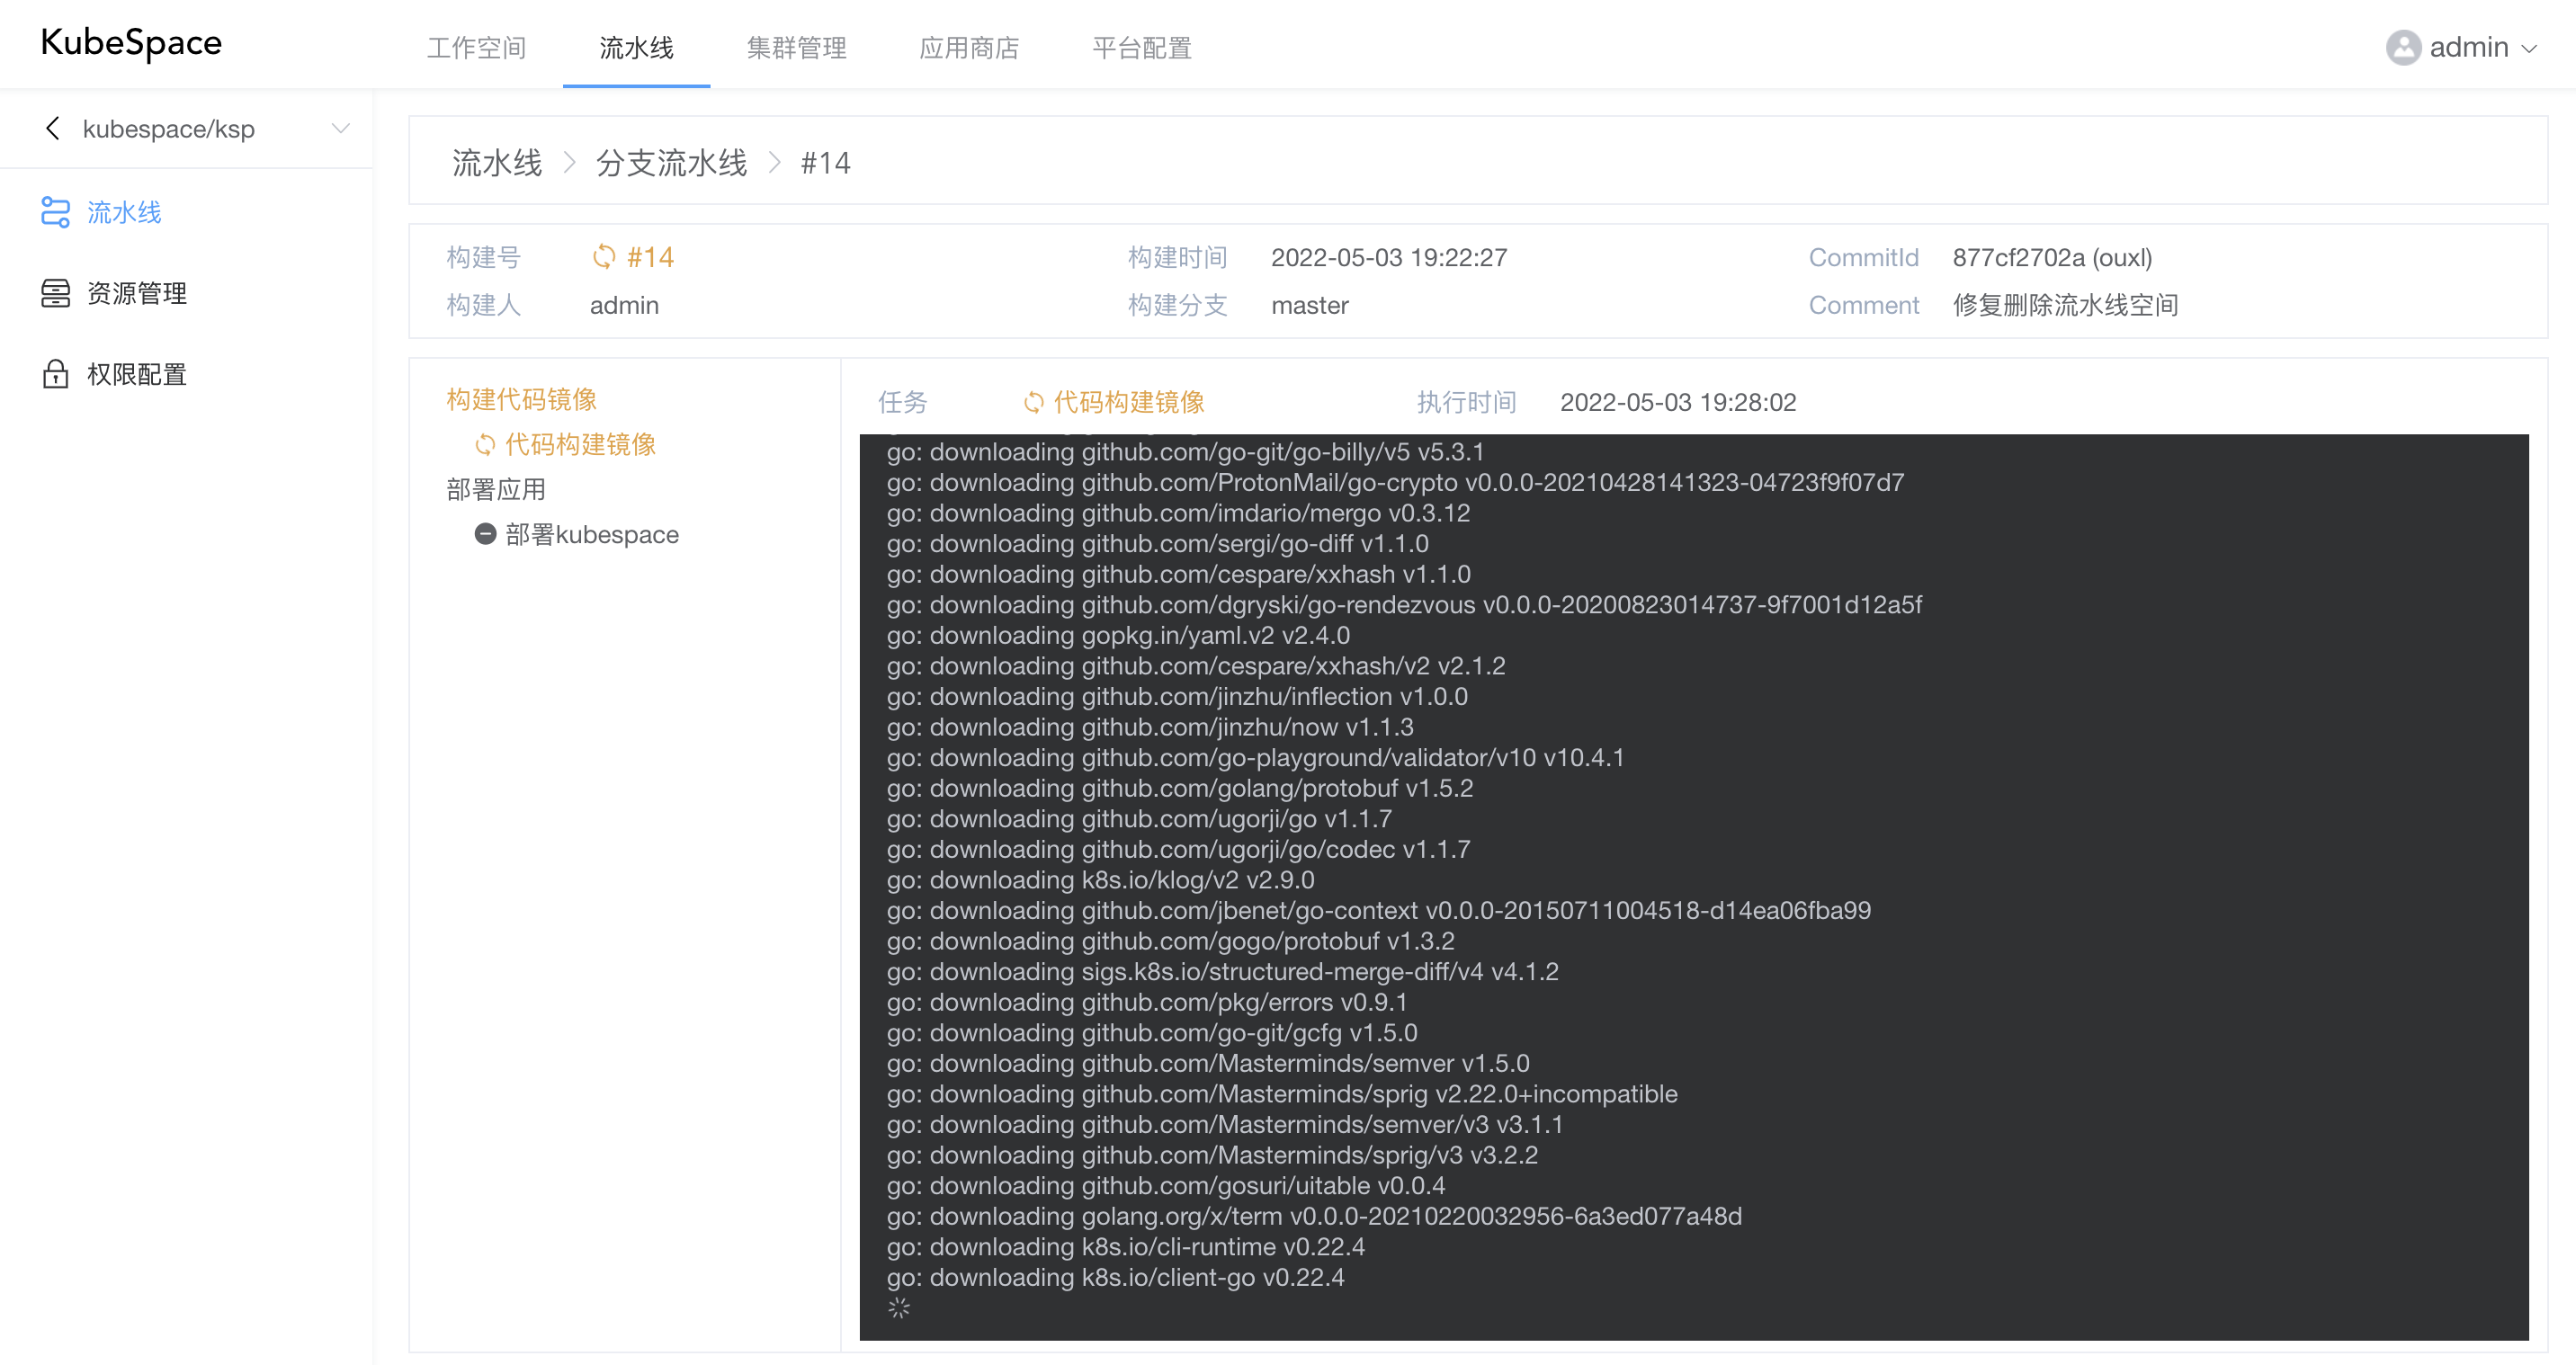 KubeSpace
工作空间 流水线 集群管理 应用商店 平台配置
admin
kubespace/ksp
流水线
资源管理
权限配置
流水线 > 分支流水线 > #14
构建号 #14 构建时间 2022-05-03 19:22:27 CommitId 877cf2702a (ouxl)
构建人 admin 构建分支 master Comment 修复删除流水线空间
构建代码镜像
代码构建镜像
部署应用
部署kubespace
任务 代码构建镜像 执行时间 2022-05-03 19:28:02
go: downloading github.com/go-git/go-billy/v5 v5.3.1
go: downloading github.com/ProtonMail/go-crypto v0.0.0-20210428141323-04723f9f07d7
go: downloading github.com/imdario/mergo v0.3.12
go: downloading github.com/sergi/go-diff v1.1.0
go: downloading github.com/cespare/xxhash v1.1.0
go: downloading github.com/dgryski/go-rendezvous v0.0.0-20200823014737-9f7001d12a5f
go: downloading gopkg.in/yaml.v2 v2.4.0
go: downloading github.com/cespare/xxhash/v2 v2.1.2
go: downloading github.com/jinzhu/inflection v1.0.0
go: downloading github.com/jinzhu/now v1.1.3
go: downloading github.com/go-playground/validator/v10 v10.4.1
go: downloading github.com/golang/protobuf v1.5.2
go: downloading github.com/ugorji/go v1.1.7
go: downloading github.com/ugorji/go/codec v1.1.7
go: downloading k8s.io/klog/v2 v2.9.0
go: downloading github.com/jbenet/go-context v0.0.0-20150711004518-d14ea06fba99
go: downloading github.com/gogo/protobuf v1.3.2
go: downloading sigs.k8s.io/structured-merge-diff/v4 v4.1.2
go: downloading github.com/pkg/errors v0.9.1
go: downloading github.com/go-git/gcfg v1.5.0
go: downloading github.com/Masterminds/semver v1.5.0
go: downloading github.com/Masterminds/sprig v2.22.0+incompatible
go: downloading github.com/Masterminds/semver/v3 v3.1.1
go: downloading github.com/Masterminds/sprig/v3 v3.2.2
go: downloading github.com/gosuri/uitable v0.0.4
go: downloading golang.org/x/term v0.0.0-20210220032956-6a3ed077a48d
go: downloading k8s.io/cli-runtime v0.22.4
go: downloading k8s.io/client-go v0.22.4